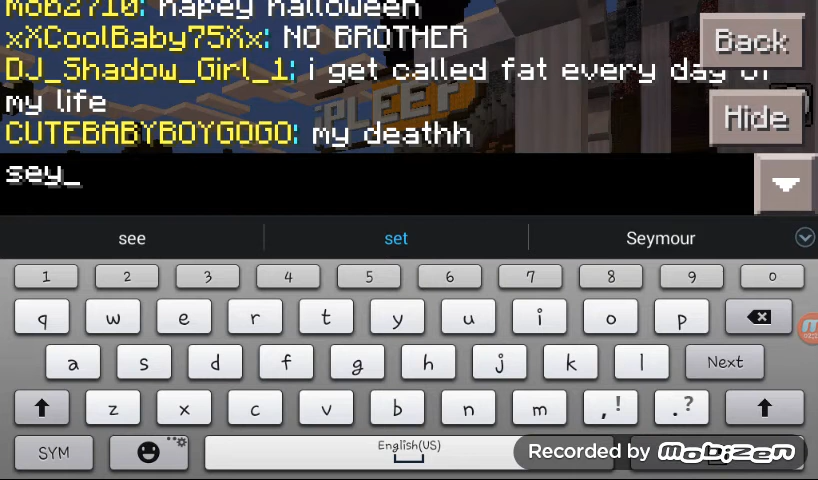 Mob2710: hapey halloween
xXCoolBaby75Xx: NO BROTHER
DJ_Shadow_Girl_1: i get called fat every day of
my life
CUTEBABYBOYGOGO: my deathh
Back
Hide
PLEEF
sey_
see set Seymour
1 2 3 4 5 6 7 8 9 0
q w e r t y u i o p
a s d f g h j k l Next
z x c v b n m , ! . ?
SYM English(US)
Recorded by mobizen